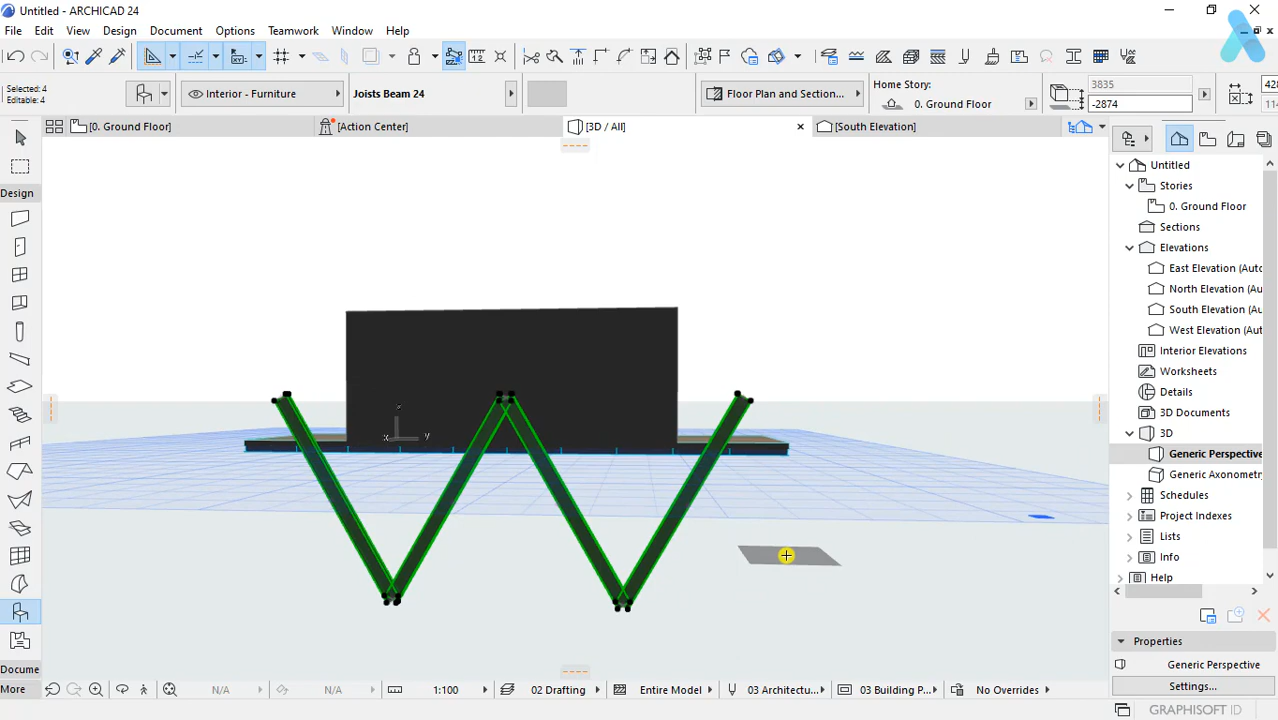 Untitled - ARCHICAD 24
File Edit View Design Document Options Teamwork Window Help
Selected: 4
Editable: 4
Interior - Furniture
Joists Beam 24
Floor Plan and Section...
Home Story:
0. Ground Floor
3835
-2874
[0. Ground Floor]
[Action Center]
[3D / All]
[South Elevation]
Design
Untitled
Stories
0. Ground Floor
Sections
Elevations
East Elevation (Auto
North Elevation (Aut
South Elevation (Aut
West Elevation (Aut
Interior Elevations
Worksheets
Details
3D Documents
3D
Generic Perspective
Generic Axonometr
Schedules
Project Indexes
Lists
Info
Help
x
y
Properties
Generic Perspective
Settings...
Docume
More
N/A
N/A
1:100
02 Drafting
Entire Model
03 Architectu...
03 Building P...
No Overrides
GRAPHISOFT ID